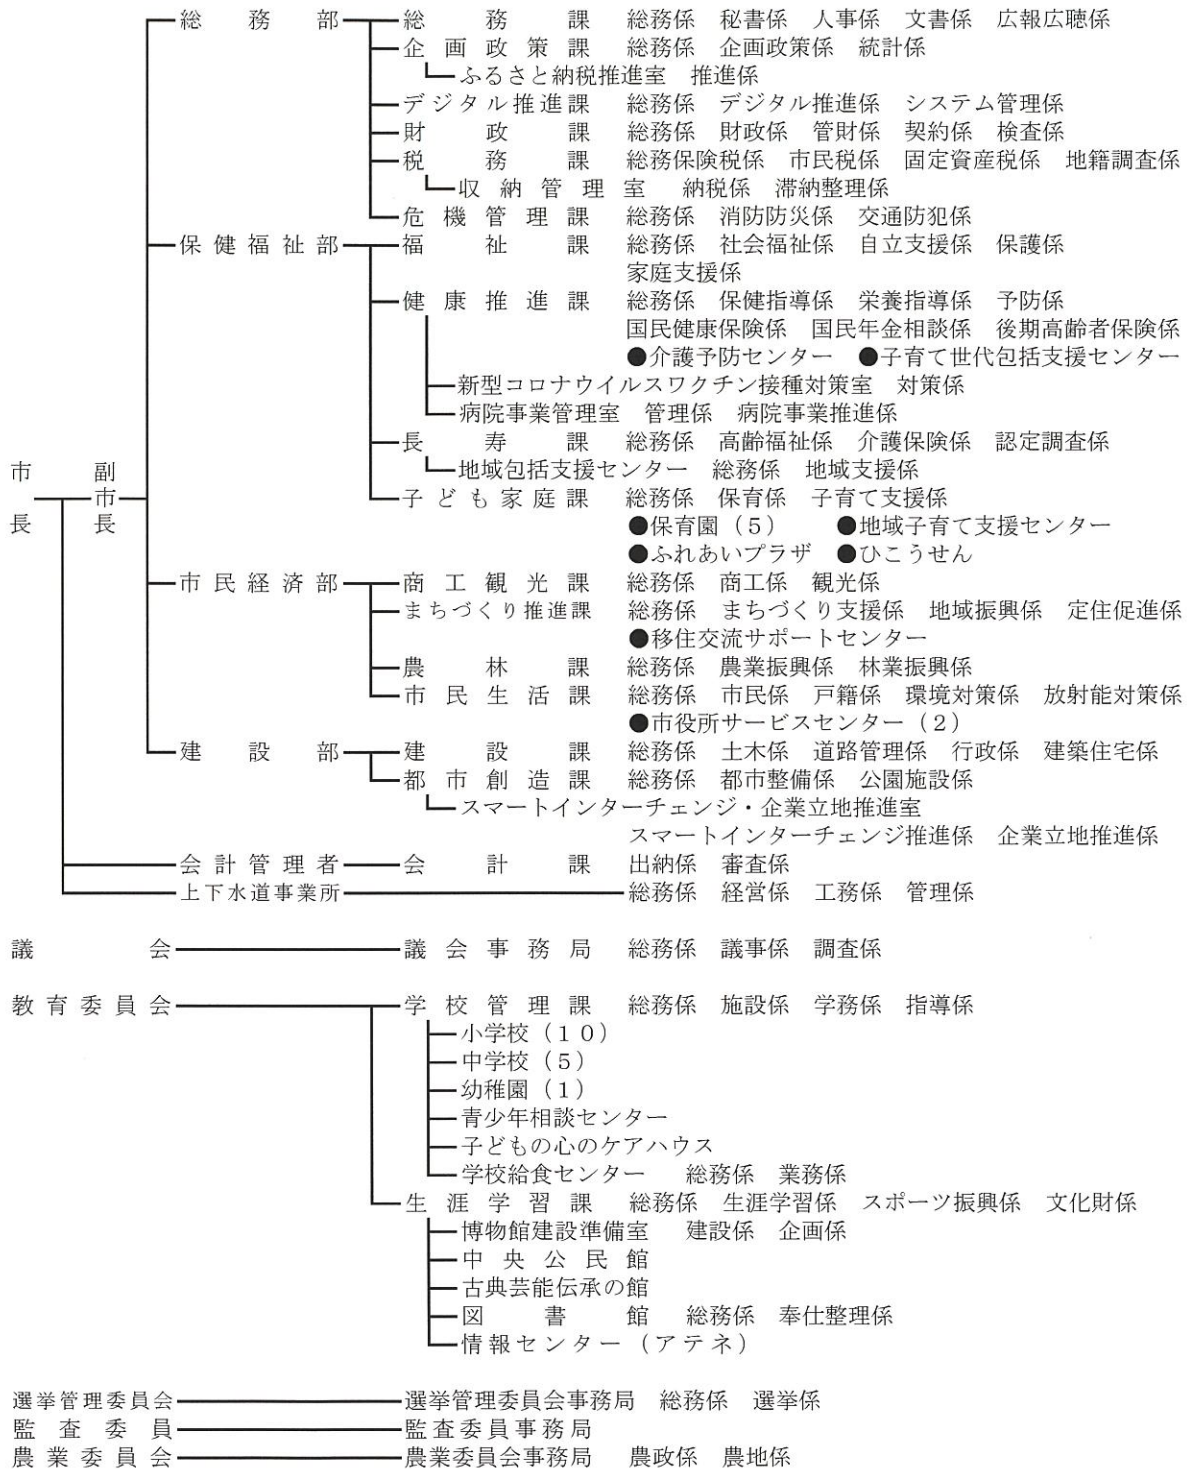 総務部 総務課 総務係 秘書係 人事係 文書係 広報広聴係
企画政策課 総務係 企画政策係 統計係
ふるさと納税推進室 推進係
デジタル推進課 総務係 デジタル推進係 システム管理係
財政課 総務係 財政係 管財係 契約係 検査係
税務課 総務保険税係 市民税係 固定資産税係 地籍調査係
収納管理室 納税係 滞納整理係
危機管理課 総務係 消防防災係 交通防犯係
保健福祉部 福祉課 総務係 社会福祉係 自立支援係 保護係
家庭支援係
健康推進課 総務係 保健指導係 栄養指導係 予防係
国民健康保険係 国民年金相談係 後期高齢者保険係
●介護予防センター ●子育て世代包括支援センター
新型コロナウイルスワクチン接種対策室 対策係
病院事業管理室 管理係 病院事業推進係
長寿課 総務係 高齢福祉係 介護保険係 認定調査係
地域包括支援センター 総務係 地域支援係
市長 副市長 子ども家庭課 総務係 保育係 子育て支援係
●保育園(5) ●地域子育て支援センター
●ふれあいプラザ ●ひこうせん
市民経済部 商工観光課 総務係 商工係 観光係
まちづくり推進課 総務係 まちづくり支援係 地域振興係 定住促進係
●移住交流サポートセンター
農林課 総務係 農業振興係 林業振興係
市民生活課 総務係 市民係 戸籍係 環境対策係 放射能対策係
●市役所サービスセンター(2)
建設部 建設課 総務係 土木係 道路管理係 行政係 建築住宅係
都市創造課 総務係 都市整備係 公園施設係
スマートインターチェンジ・企業立地推進室
スマートインターチェンジ推進係 企業立地推進係
会計管理者 会計課 出納係 審査係
上下水道事業所 総務係 経営係 工務係 管理係
議会 議会事務局 総務係 議事係 調査係
教育委員会 学校管理課 総務係 施設係 学務係 指導係
小学校(10)
中学校(5)
幼稚園(1)
青少年相談センター
子どもの心のケアハウス
学校給食センター 総務係 業務係
生涯学習課 総務係 生涯学習係 スポーツ振興係 文化財係
博物館建設準備室 建設係 企画係
中央公民館
古典芸能伝承の館
図書館 総務係 奉仕整理係
情報センター(アテネ)
選挙管理委員会 選挙管理委員会事務局 総務係 選挙係
監査委員 監査委員事務局
農業委員会 農業委員会事務局 農政係 農地係